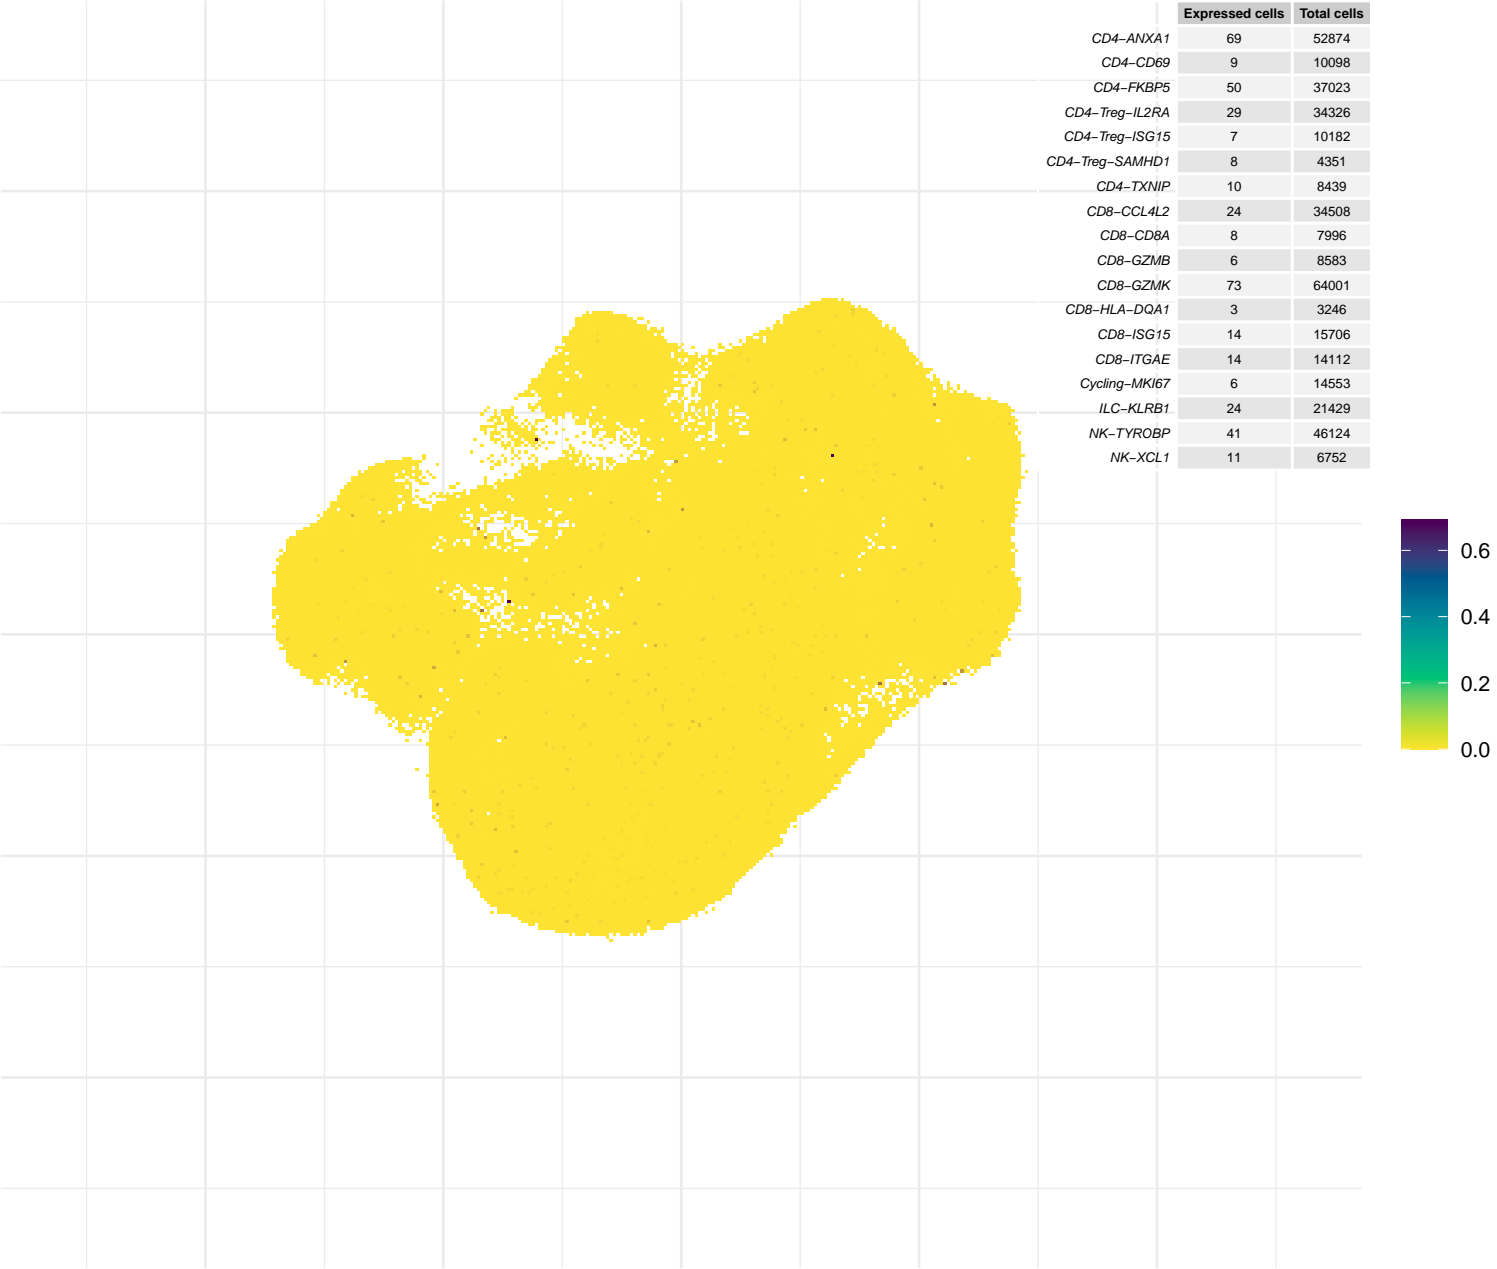 Expressed cells Total cells
CD4−ANXA1 69 52874
CD4−CD69 9 10098
CD4−FKBP5 50 37023
CD4−Treg−IL2RA 29 34326
CD4−Treg−ISG15 7 10182
CD4−Treg−SAMHD1 8 4351
CD4−TXNIP 10 8439
CD8−CCL4L2 24 34508
CD8−CD8A 8 7996
CD8−GZMB 6 8583
CD8−GZMK 73 64001
CD8−HLA−DQA1 3 3246
CD8−ISG15 14 15706
CD8−ITGAE 14 14112
Cycling−MKI67 6 14553
ILC−KLRB1 24 21429
NK−TYROBP 41 46124
NK−XCL1 11 6752
0.6
0.4
0.2
0.0